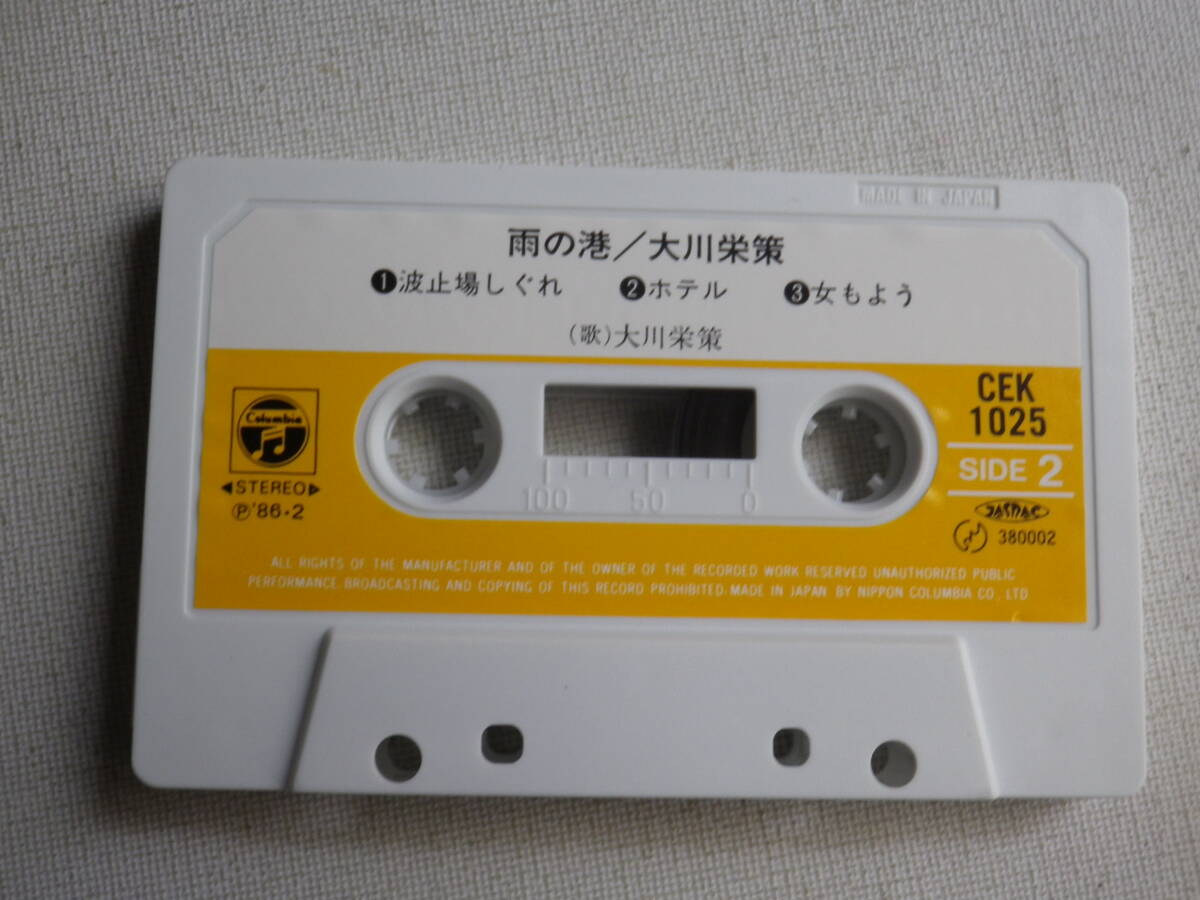 MADE IN JAPAN
雨の港／大川栄策
❶波止場しぐれ ❷ホテル ❸女もよう
(歌)大川栄策
Columbia
◀STEREO▶
Ⓟ'86・2
100 50 0
CEK
1025
SIDE 2
JASRAC
380002
ALL RIGHTS OF THE MANUFACTURER AND OF THE OWNER OF THE RECORDED WORK RESERVED UNAUTHORIZED PUBLIC
PERFORMANCE. BROADCASTING AND COPYING OF THIS RECORD PROHIBITED. MADE IN JAPAN BY NIPPON COLUMBIA CO., LTD.